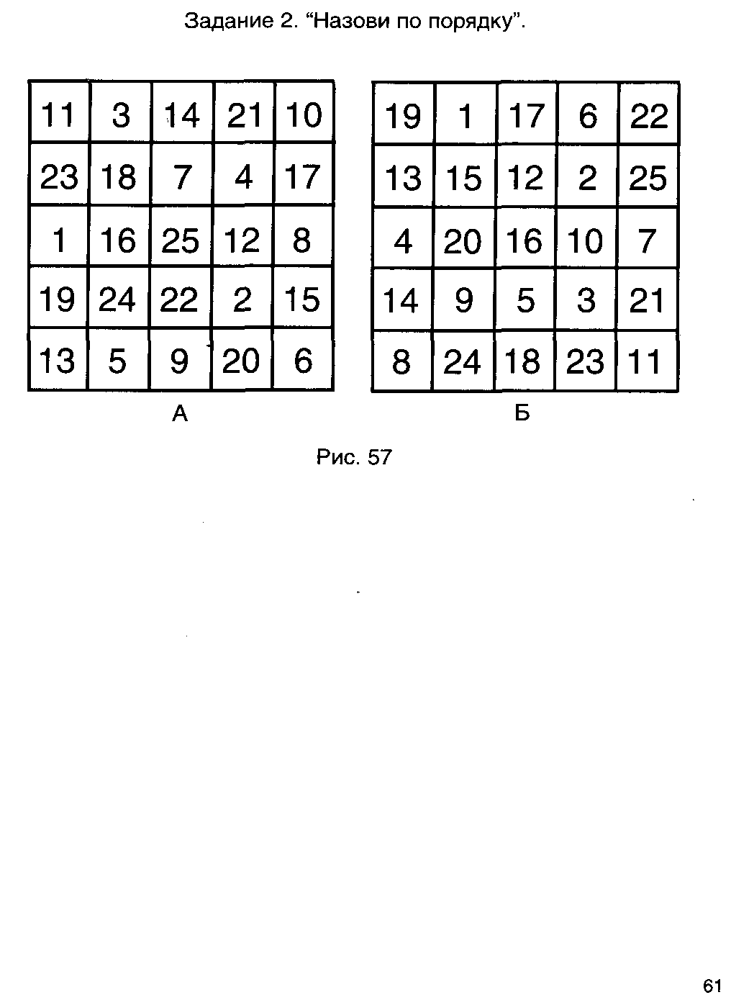 Задание 2. “Назови по порядку”.
11 3 14 21 10
23 18 7 4 17
1 16 25 12 8
19 24 22 2 15
13 5 9 20 6
А
19 1 17 6 22
13 15 12 2 25
4 20 16 10 7
14 9 5 3 21
8 24 18 23 11
Б
Рис. 57
61